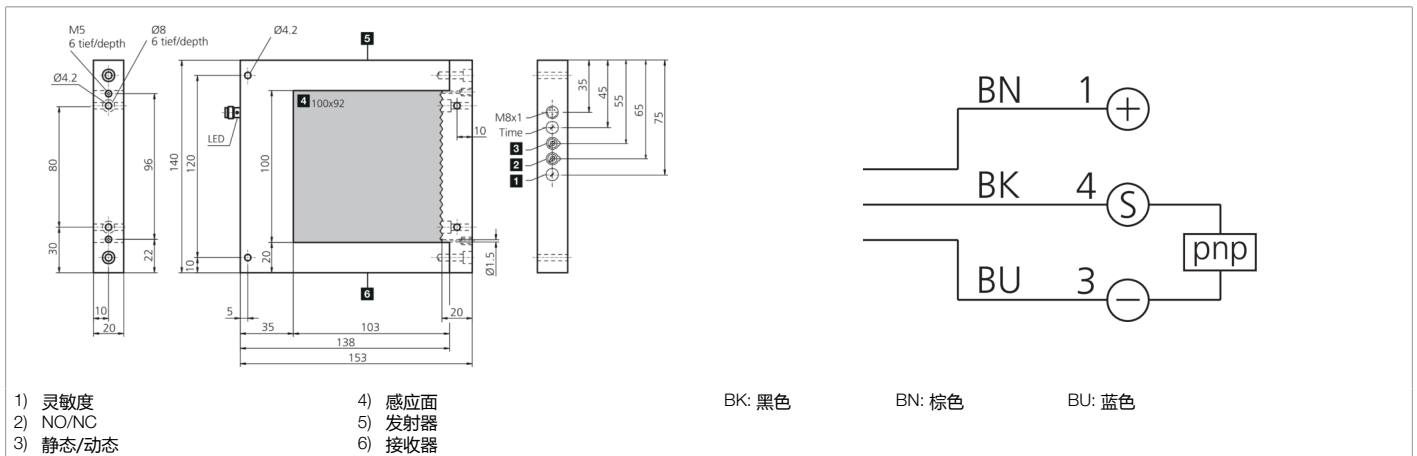 M5
6 tief/depth
Ø8
6 tief/depth
Ø4.2
80
30
96
22
10
20
Ø4.2
5
4 100x92
LED
140
120
100
10
20
10
Ø1.5
6
5
35
103
20
138
153
35
45
55
65
75
M8x1
Time
3
2
1
BN 1 +
BK 4 S
pnp
BU 3 −
1) 灵敏度
2) NO/NC
3) 静态/动态
4) 感应面
5) 发射器
6) 接收器
BK: 黑色
BN: 棕色
BU: 蓝色